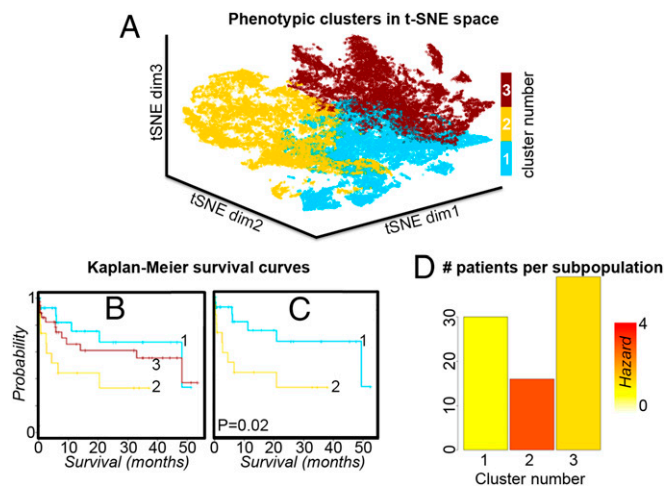 A
Phenotypic clusters in t-SNE space
tSNE dim3
tSNE dim2
tSNE dim1
3
2
1
cluster number
Kaplan-Meier survival curves
B
1
Probability
0
1
3
2
0 10 20 30 40 50
Survival (months)
C
1
2
P=0.02
0 10 20 30 40 50
Survival (months)
D # patients per subpopulation
30
20
10
0
4
Hazard
0
1 2 3
Cluster number